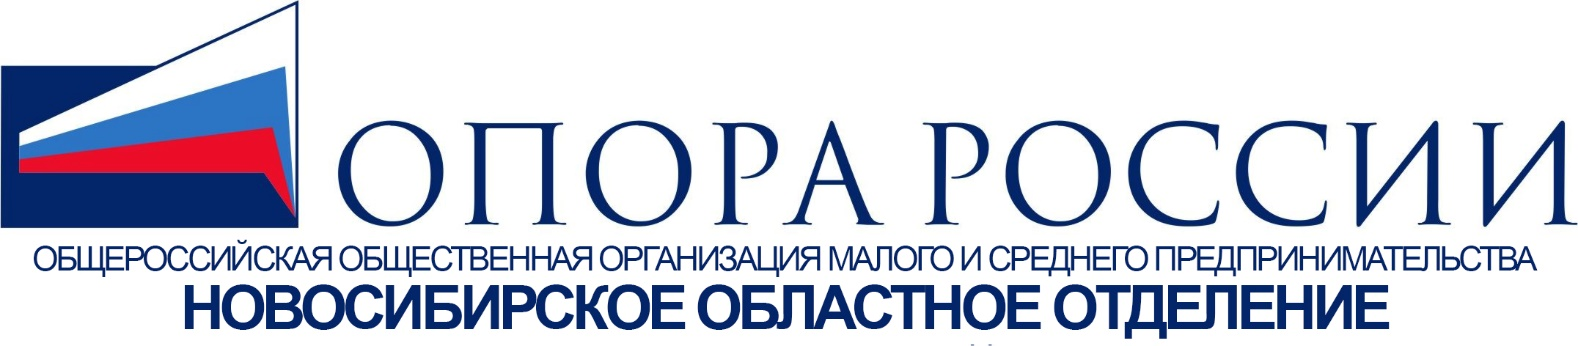 ОПОРА РОССИИ
ОБЩЕРОССИЙСКАЯ ОБЩЕСТВЕННАЯ ОРГАНИЗАЦИЯ МАЛОГО И СРЕДНЕГО ПРЕДПРИНИМАТЕЛЬСТВА
НОВОСИБИРСКОЕ ОБЛАСТНОЕ ОТДЕЛЕНИЕ